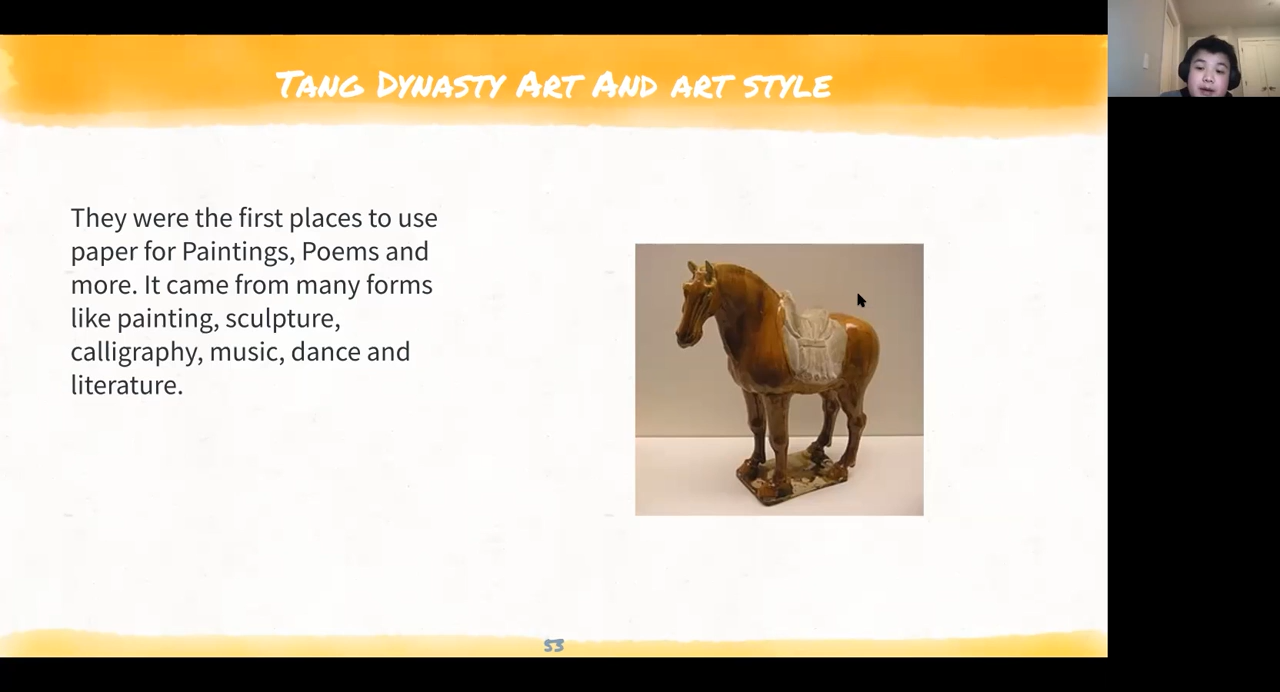 Tang Dynasty Art And art style
They were the first places to use
paper for Paintings, Poems and
more. It came from many forms
like painting, sculpture,
calligraphy, music, dance and
literature.
53